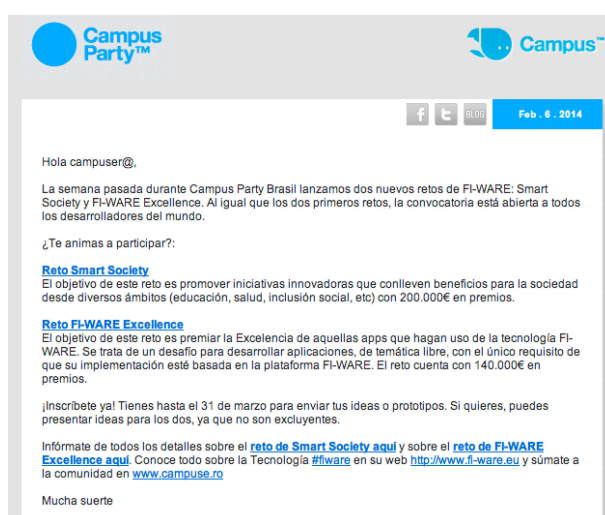 Campus
Party™
Campus™
f t BLOG Feb . 6 . 2014
Hola campuser@,
La semana pasada durante Campus Party Brasil lanzamos dos nuevos retos de FI-WARE: Smart
Society y FI-WARE Excellence. Al igual que los dos primeros retos, la convocatoria está abierta a todos
los desarrolladores del mundo.
¿Te animas a participar?:
Reto Smart Society
El objetivo de este reto es promover iniciativas innovadoras que conlleven beneficios para la sociedad
desde diversos ámbitos (educación, salud, inclusión social, etc) con 200.000€ en premios.
Reto FI-WARE Excellence
El objetivo de este reto es premiar la Excelencia de aquellas apps que hagan uso de la tecnología FI-
WARE. Se trata de un desafío para desarrollar aplicaciones, de temática libre, con el único requisito de
que su implementación esté basada en la plataforma FI-WARE. El reto cuenta con 140.000€ en
premios.
¡Inscríbete ya! Tienes hasta el 31 de marzo para enviar tus ideas o prototipos. Si quieres, puedes
presentar ideas para los dos, ya que no son excluyentes.
Infórmate de todos los detalles sobre el reto de Smart Society aquí y sobre el reto de FI-WARE
Excellence aquí. Conoce todo sobre la Tecnología #fiware en su web http://www.fi-ware.eu y súmate a
la comunidad en www.campuse.ro
Mucha suerte